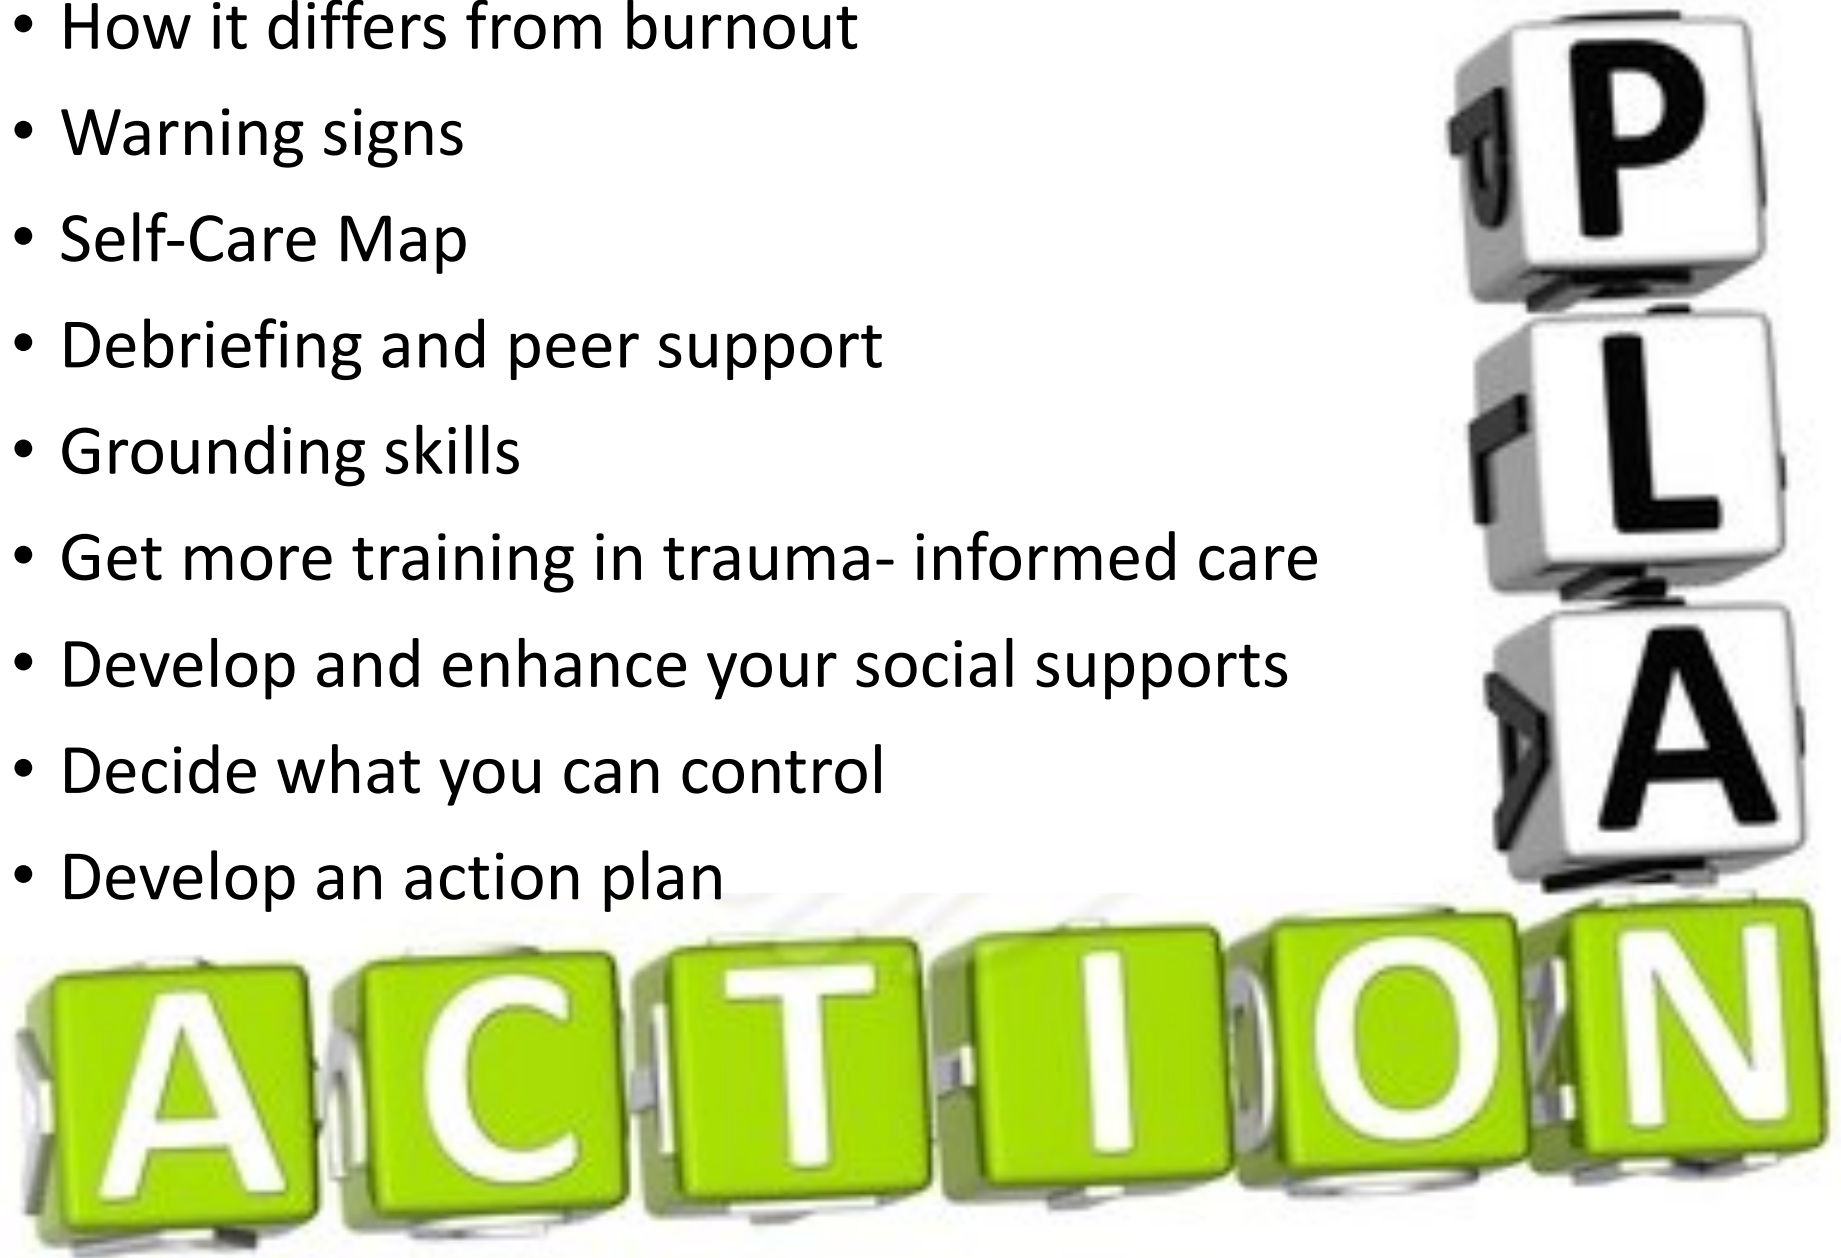 • How it differs from burnout
• Warning signs
• Self-Care Map
• Debriefing and peer support
• Grounding skills
• Get more training in trauma- informed care
• Develop and enhance your social supports
• Decide what you can control
• Develop an action plan
P
L
A
ACTION